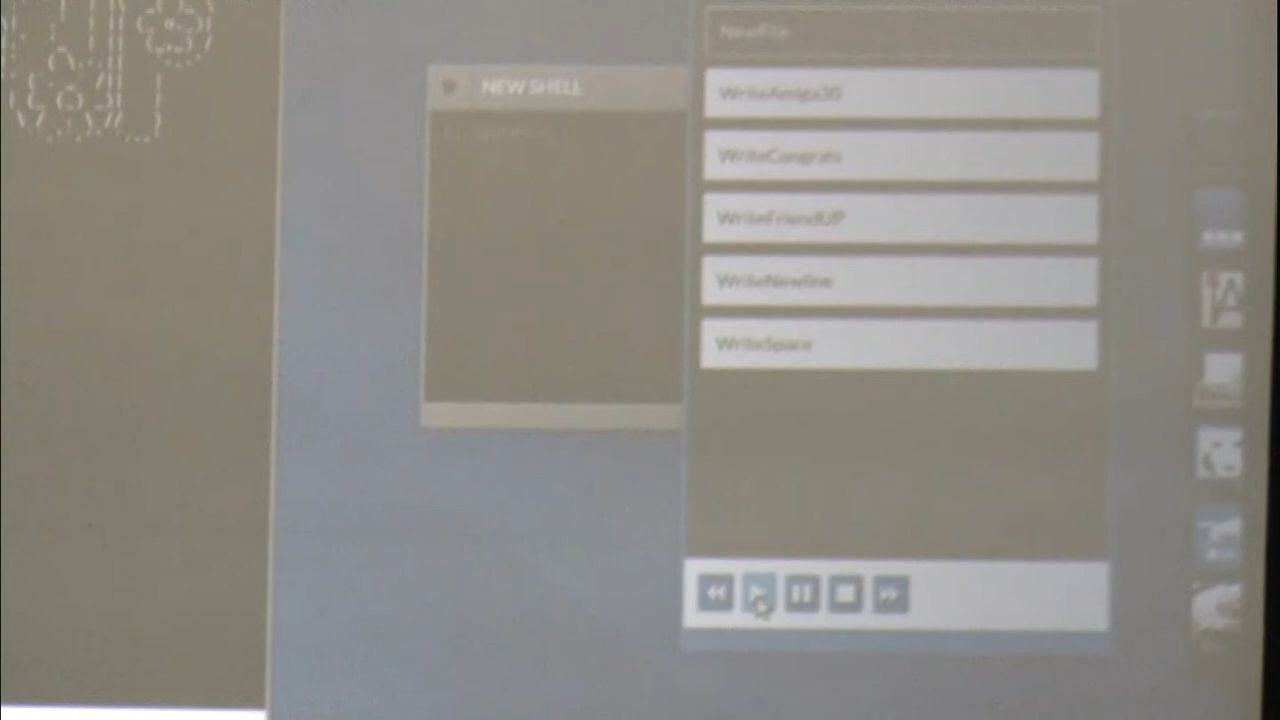 NewFile
NEW SHELL
WriteAmiga30
WriteCongrats
WriteFriendUP
WriteNewline
WriteSpace